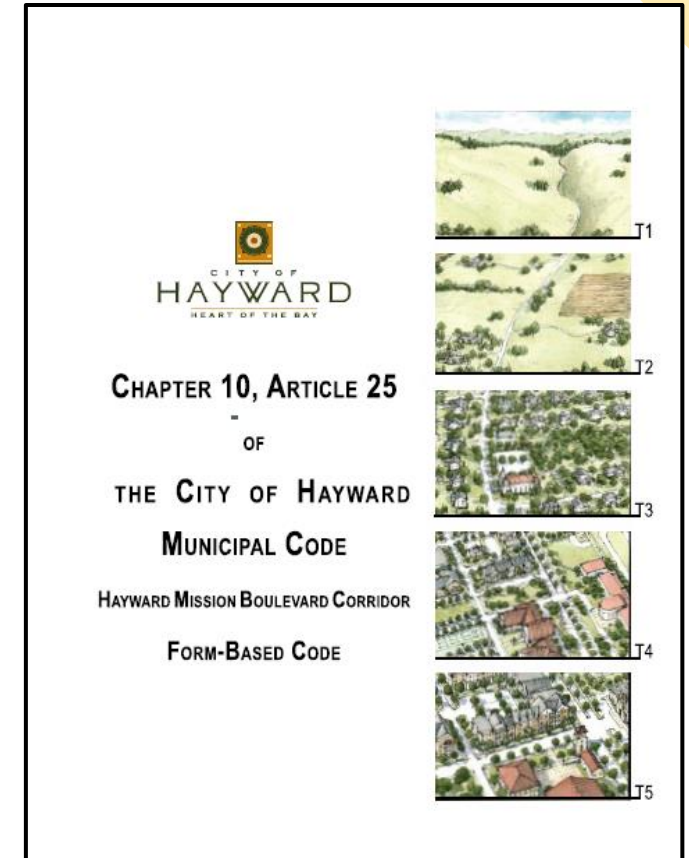 CITY OF
HAYWARD
HEART OF THE BAY
CHAPTER 10, ARTICLE 25
-
OF
THE CITY OF HAYWARD
MUNICIPAL CODE
HAYWARD MISSION BOULEVARD CORRIDOR
FORM-BASED CODE
T1
T2
T3
T4
T5